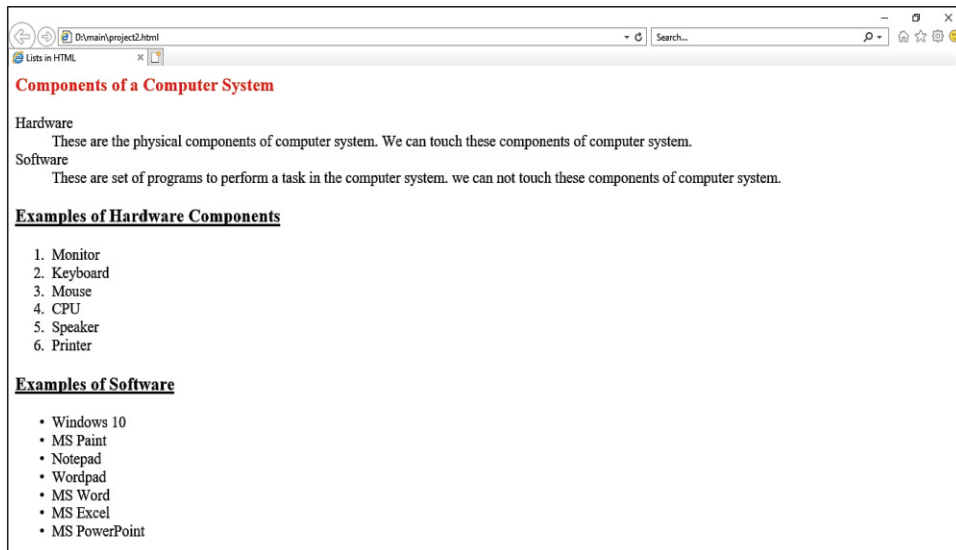 D:\main\project2.html
Search...
Lists in HTML
Components of a Computer System
Hardware
These are the physical components of computer system. We can touch these components of computer system.
Software
These are set of programs to perform a task in the computer system. we can not touch these components of computer system.
Examples of Hardware Components
1. Monitor
2. Keyboard
3. Mouse
4. CPU
5. Speaker
6. Printer
Examples of Software
• Windows 10
• MS Paint
• Notepad
• Wordpad
• MS Word
• MS Excel
• MS PowerPoint